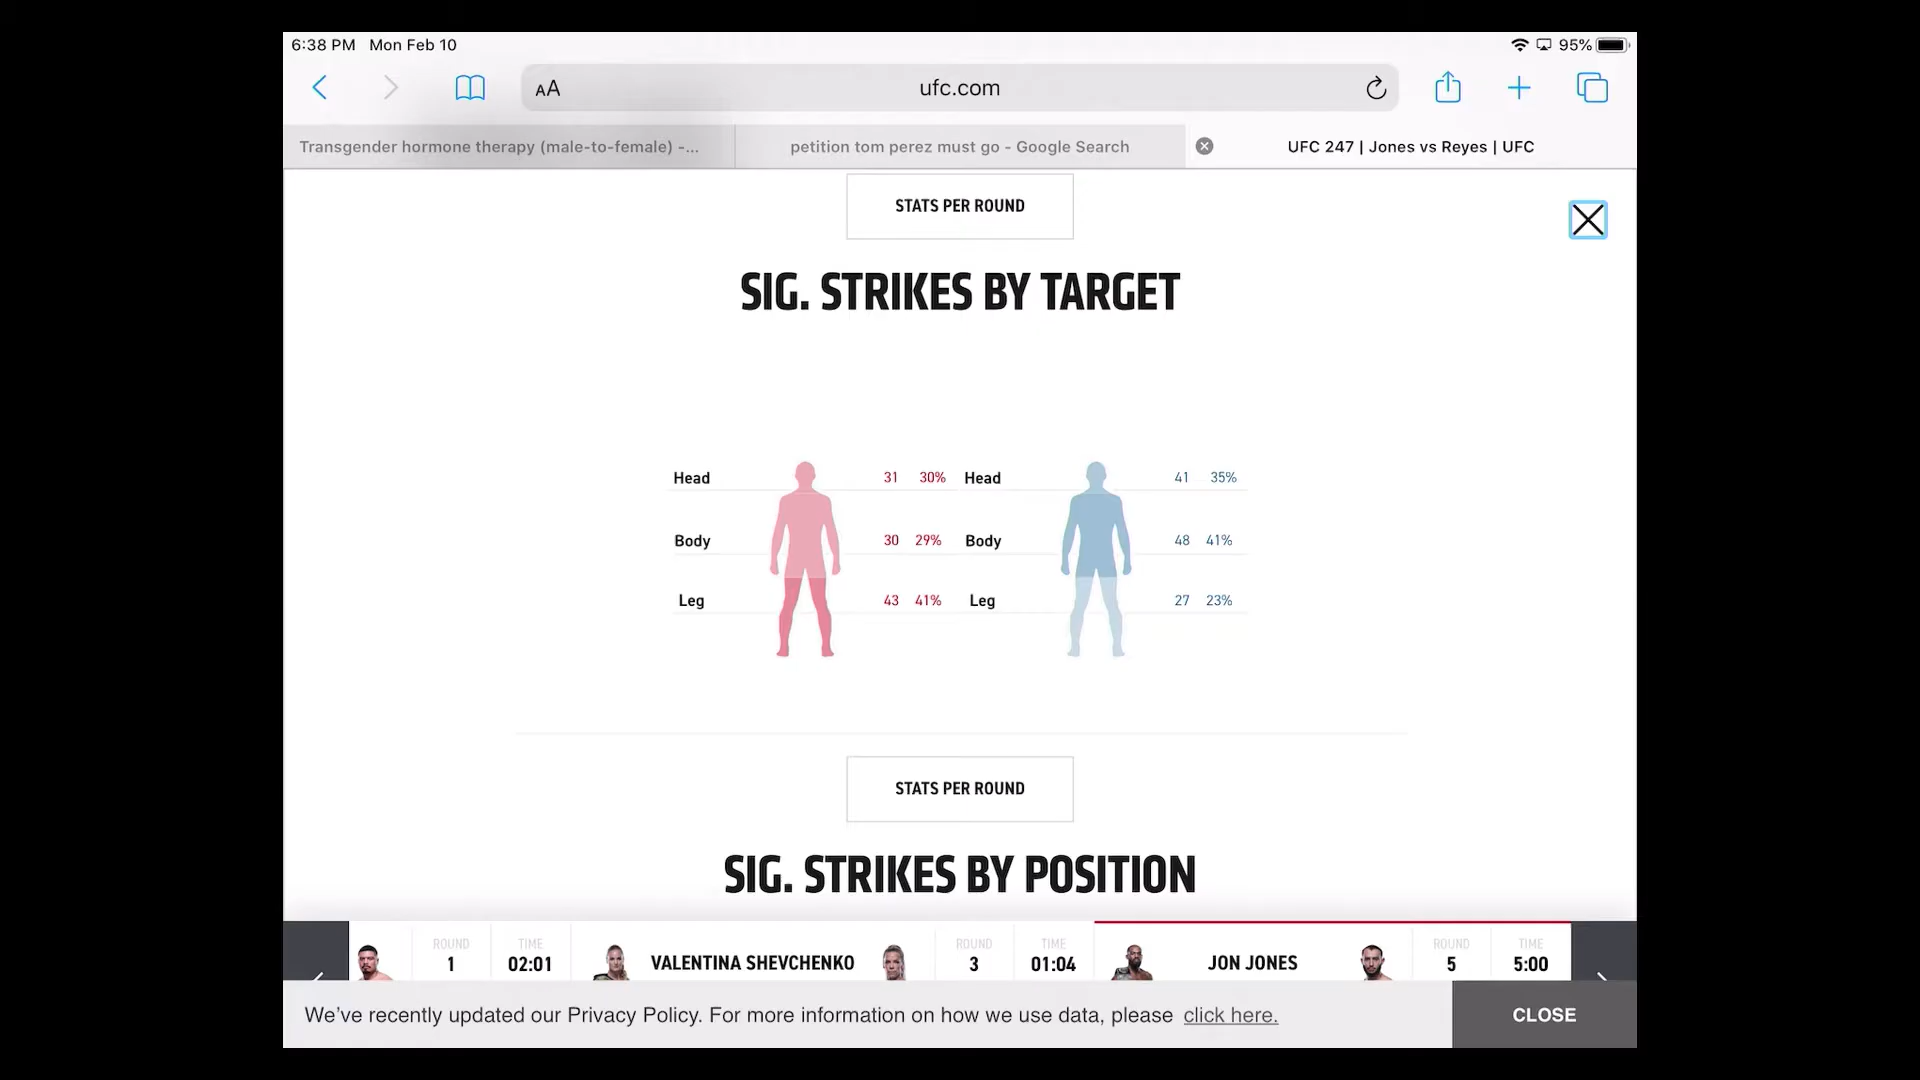 6:38 PM Mon Feb 10
95%
AA
ufc.com
Transgender hormone therapy (male-to-female) -...
petition tom perez must go - Google Search
UFC 247 | Jones vs Reyes | UFC
STATS PER ROUND
SIG. STRIKES BY TARGET
Head 31 30% Head 41 35%
Body 30 29% Body 48 41%
Leg 43 41% Leg 27 23%
STATS PER ROUND
SIG. STRIKES BY POSITION
ROUND TIME ROUND TIME ROUND TIME
1 02:01 VALENTINA SHEVCHENKO 3 01:04 JON JONES 5 5:00
We've recently updated our Privacy Policy. For more information on how we use data, please click here.
CLOSE